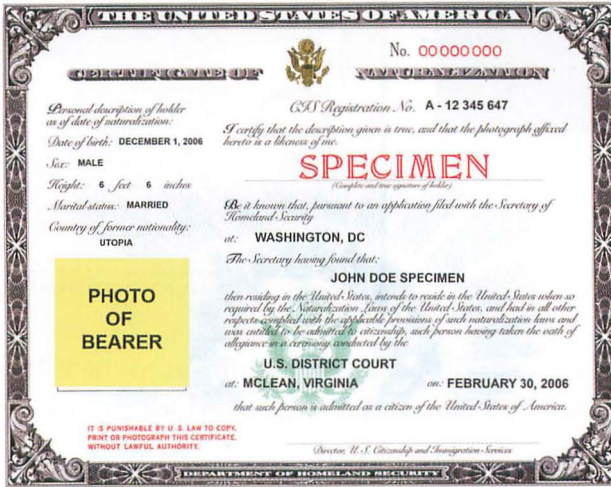 THE UNITED STATES OF AMERICA
No. 00000000
CERTIFICATE OF NATURALIZATION
Personal description of holder
as of date of naturalization:
Date of birth: DECEMBER 1, 2006
Sex: MALE
Height: 6 feet 6 inches
Marital status: MARRIED
Country of former nationality:
UTOPIA
PHOTO
OF
BEARER
IT IS PUNISHABLE BY U. S. LAW TO COPY,
PRINT OR PHOTOGRAPH THIS CERTIFICATE,
WITHOUT LAWFUL AUTHORITY.
CIS Registration No. A - 12 345 647
I certify that the description given is true, and that the photograph affixed
hereto is a likeness of me.
SPECIMEN
(Complete and true signature of holder)
Be it known that, pursuant to an application filed with the Secretary of
Homeland Security
at: WASHINGTON, DC
The Secretary having found that:
JOHN DOE SPECIMEN
then residing in the United States, intends to reside in the United States when so
required by the Naturalization Laws of the United States, and had in all other
respects complied with the applicable provisions of such naturalization laws and
was entitled to be admitted to citizenship, such person having taken the oath of
allegiance in a ceremony conducted by the
U.S. DISTRICT COURT
at: MCLEAN, VIRGINIA on: FEBRUARY 30, 2006
that such person is admitted as a citizen of the United States of America.
Director, U. S. Citizenship and Immigration Services
DEPARTMENT OF HOMELAND SECURITY